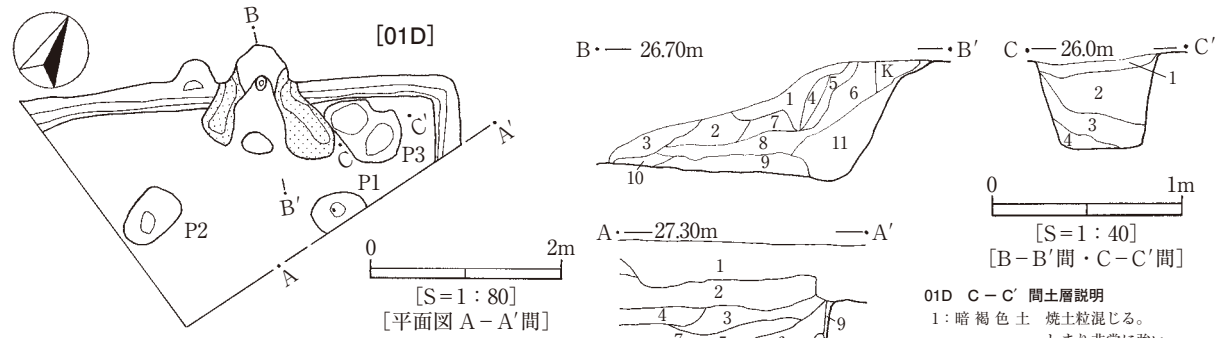 [01D]
B
A′
C′
C
P3
P1
B′
P2
A
0 2m
[S=1：80]
[平面図 A－A′間]
B 26.70m B′
K
5
1
4
6
7
2
3
8
11
9
10
A 27.30m A′
1
2
4
3
9
C 26.0m C′
1
2
3
4
0 1m
[S=1：40]
[B－B′間・C－C′間]
01D C－C′ 間土層説明
1：暗褐色土 焼土粒混じる。